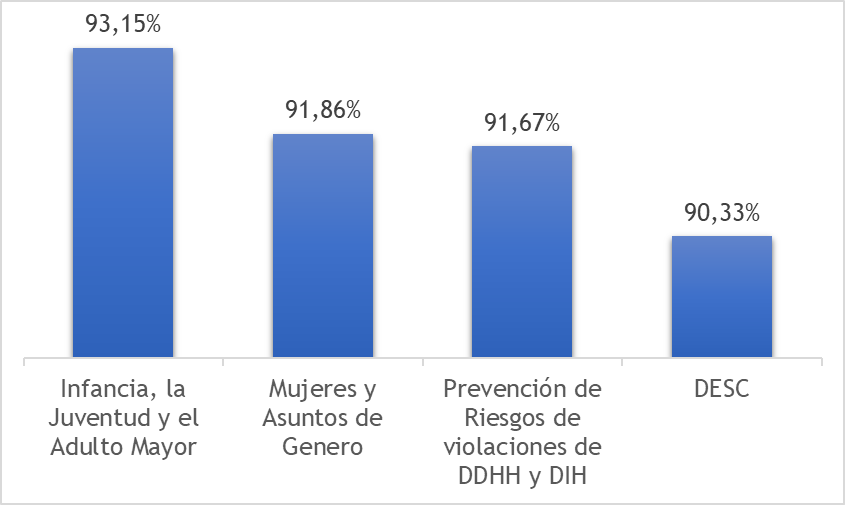 93,15%
91,86%
91,67%
90,33%
Infancia, la
Juventud y el
Adulto Mayor
Mujeres y
Asuntos de
Genero
Prevención de
Riesgos de
violaciones de
DDHH y DIH
DESC